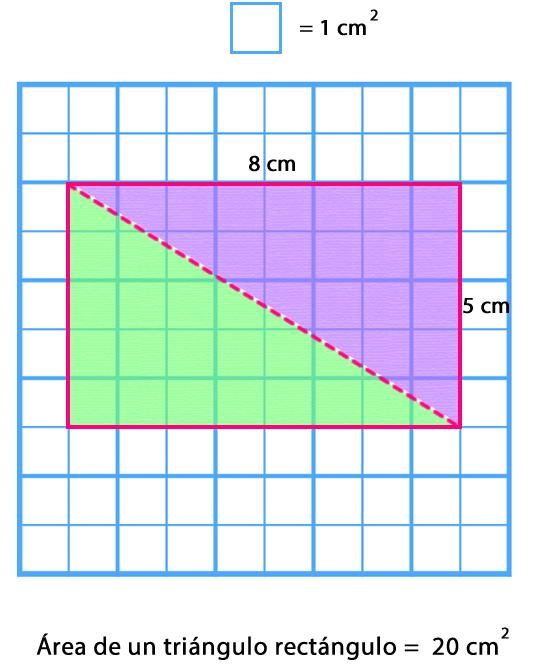 = 1 cm²
8 cm
5 cm
Área de un triángulo rectángulo = 20 cm²